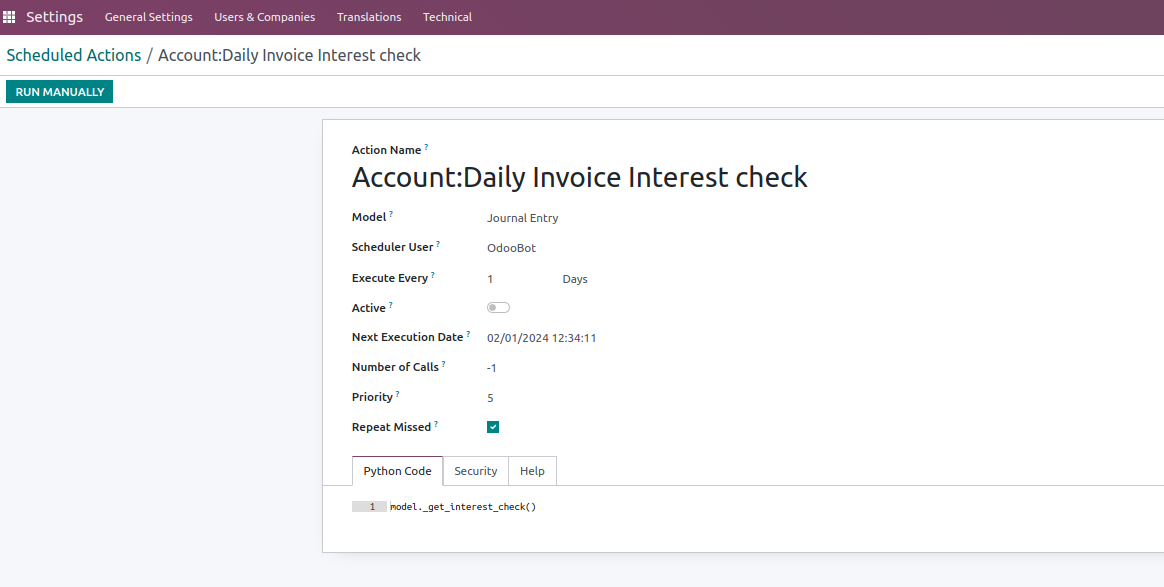 Settings General Settings Users & Companies Translations Technical
Scheduled Actions / Account:Daily Invoice Interest check
RUN MANUALLY
Action Name ?
Account:Daily Invoice Interest check
Model ? Journal Entry
Scheduler User ? OdooBot
Execute Every ? 1 Days
Active ?
Next Execution Date ? 02/01/2024 12:34:11
Number of Calls ? -1
Priority ? 5
Repeat Missed ?
Python Code Security Help
1 model._get_interest_check()